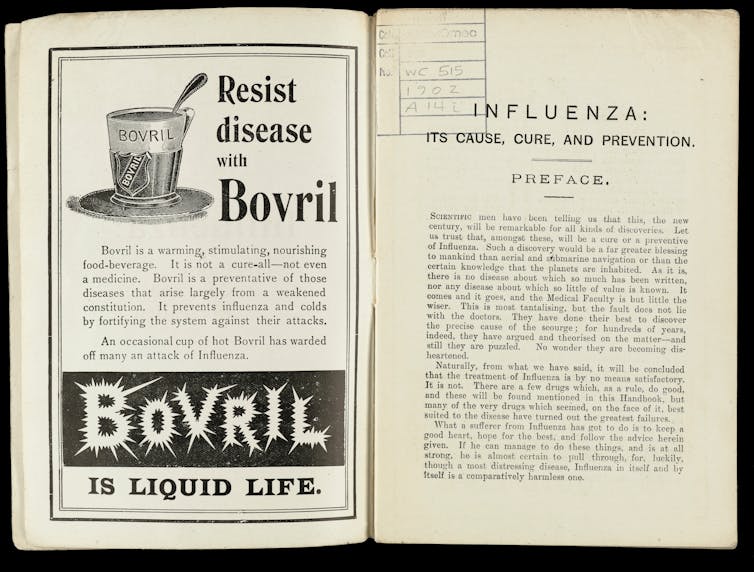 Resist
disease
with
Bovril
BOVRIL
BOVRIL
Bovril is a warming, stimulating, nourishing
food-beverage. It is not a cure-all—not even
a medicine. Bovril is a preventative of those
diseases that arise largely from a weakened
constitution. It prevents influenza and colds
by fortifying the system against their attacks.
An occasional cup of hot Bovril has warded
off many an attack of Influenza.
BOVRIL
IS LIQUID LIFE.
No. WC 515
1902
A14i
INFLUENZA:
ITS CAUSE, CURE, AND PREVENTION.
PREFACE.
SCIENTIFIC men have been telling us that this, the new
century, will be remarkable for all kinds of discoveries. Let
us trust that, amongst these, will be a cure or a preventive
of Influenza. Such a discovery would be a far greater blessing
to mankind than aerial and submarine navigation or than the
certain knowledge that the planets are inhabited. As it is,
there is no disease about which so much has been written,
nor any disease about which so little of value is known. It
comes and it goes, and the Medical Faculty is but little the
wiser. This is most tantalising, but the fault does not lie
with the doctors. They have done their best to discover
the precise cause of the scourge; for hundreds of years,
indeed, they have argued and theorised on the matter—and
still they are puzzled. No wonder they are becoming dis-
heartened.
Naturally, from what we have said, it will be concluded
that the treatment of Influenza is by no means satisfactory.
It is not. There are a few drugs which, as a rule, do good,
and these will be found mentioned in this Handbook, but
many of the very drugs which seemed, on the face of it, best
suited to the disease have turned out the greatest failures.
What a sufferer from Influenza has got to do is to keep a
good heart, hope for the best, and follow the advice herein
given. If he can manage to do these things, and is at all
strong, he is almost certain to pull through, for, luckily,
though a most distressing disease, Influenza in itself and by
itself is a comparatively harmless one.